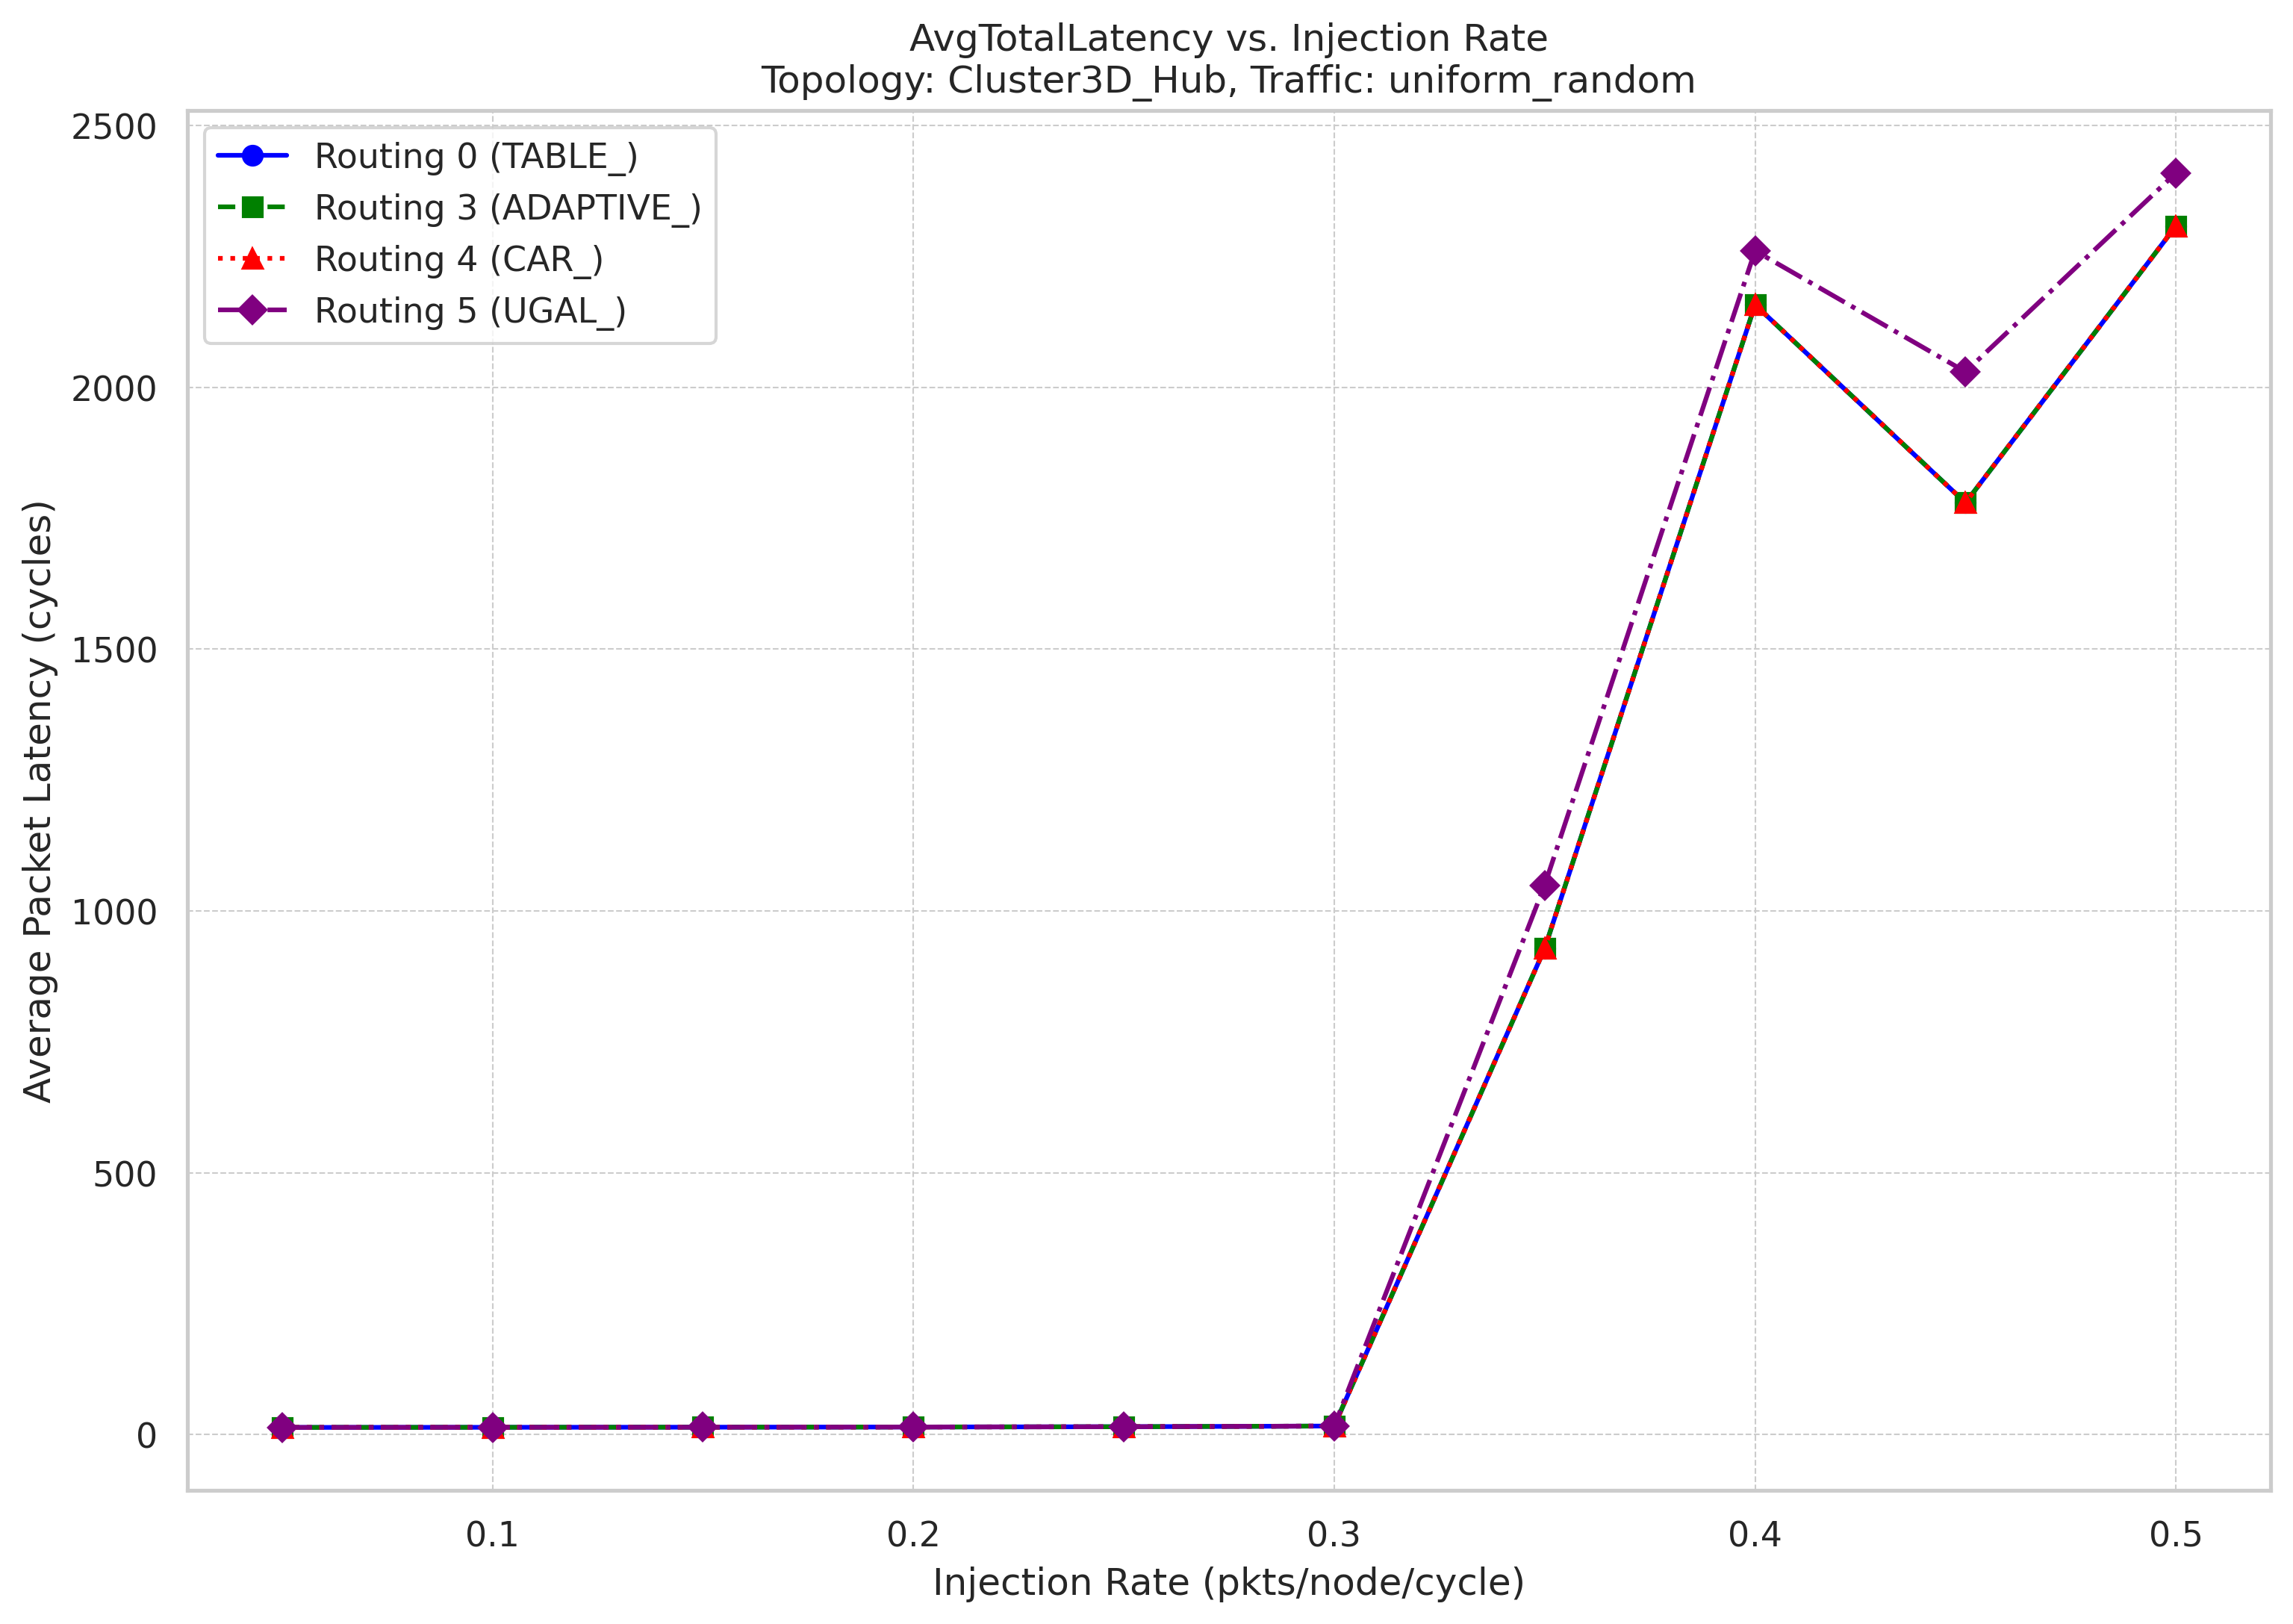 AvgTotalLatency vs. Injection Rate
Topology: Cluster3D_Hub, Traffic: uniform_random
2500
2000
1500
1000
500
0
Average Packet Latency (cycles)
Routing 0 (TABLE_)
Routing 3 (ADAPTIVE_)
Routing 4 (CAR_)
Routing 5 (UGAL_)
0.1
0.2
0.3
0.4
0.5
Injection Rate (pkts/node/cycle)